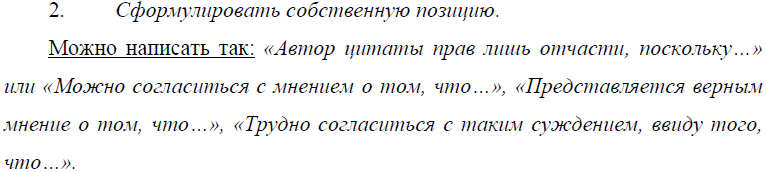 2. Сформулировать собственную позицию.
Можно написать так: «Автор цитаты прав лишь отчасти, поскольку…»
или «Можно согласиться с мнением о том, что…», «Представляется верным
мнение о том, что…», «Трудно согласиться с таким суждением, ввиду того,
что…».